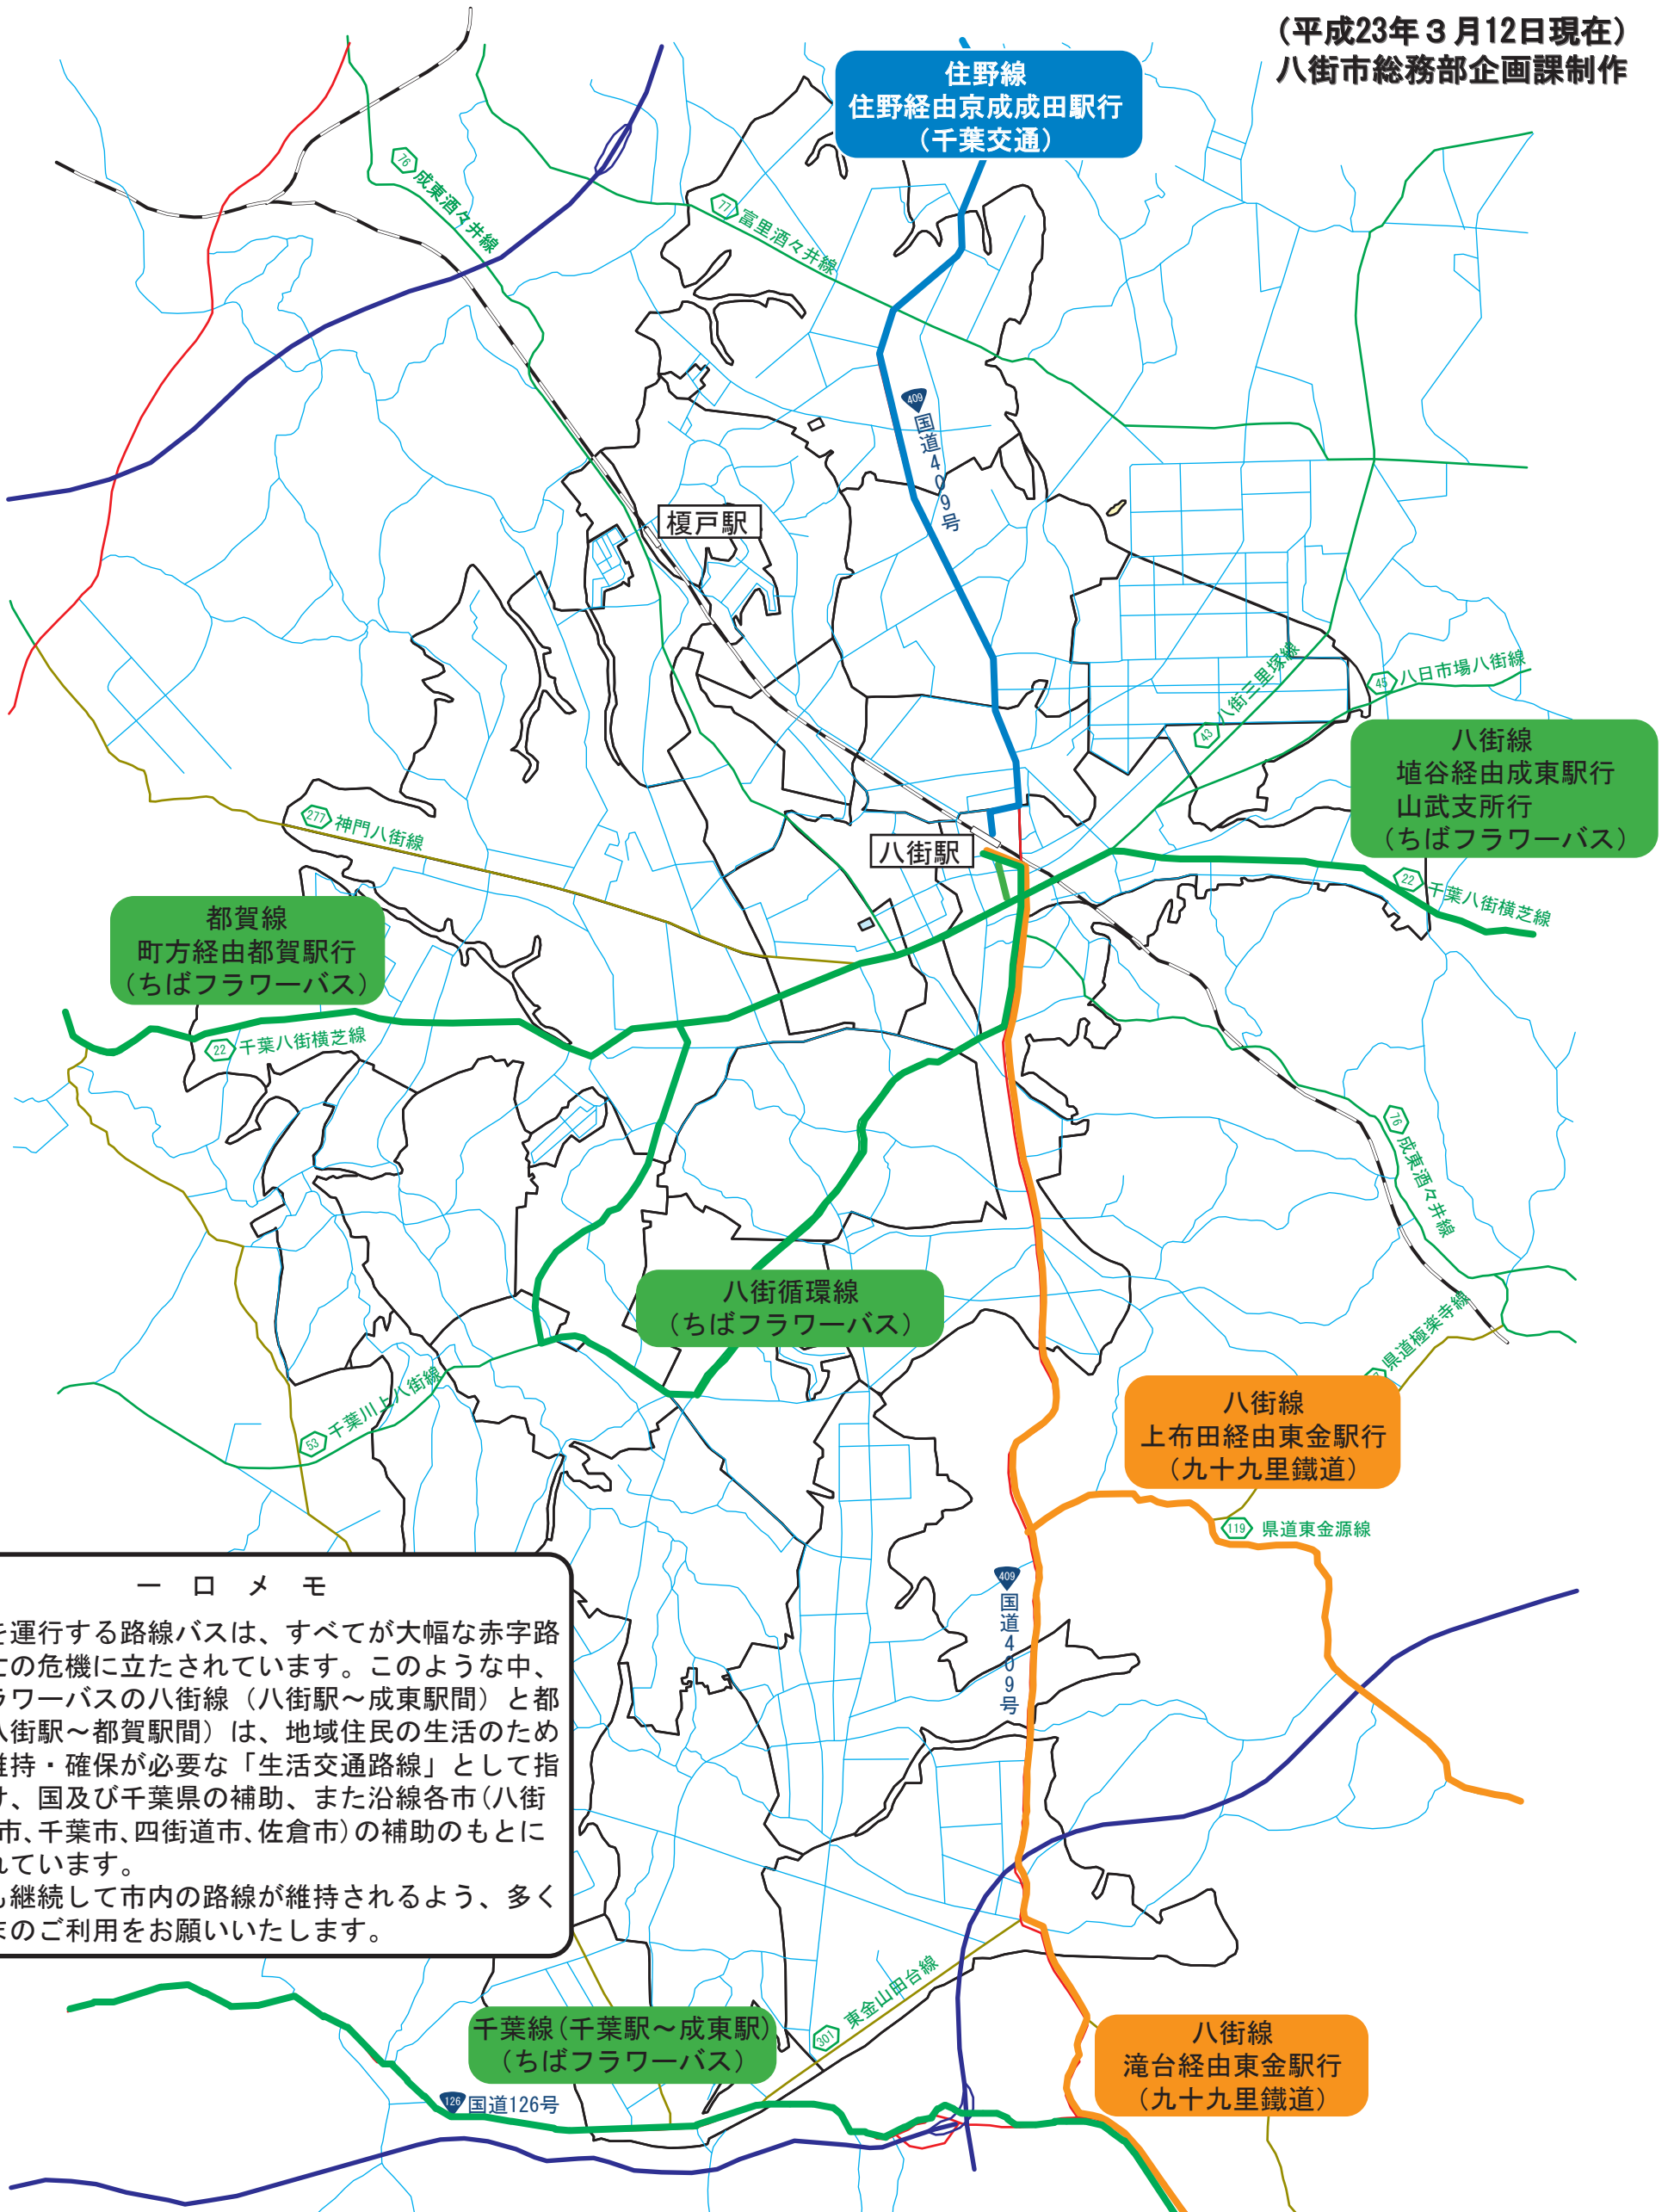 (平成23年３月12日現在)
八街市総務部企画課制作
住野線
住野経由京成成田駅行
(千葉交通)
76 成東酒々井線
77 富里酒々井線
409
国道409号
榎戸駅
八街三里塚線
43
45 八日市場八街線
八街線
埴谷経由成東駅行
山武支所行
(ちばフラワーバス)
277 神門八街線
八街駅
22 千葉八街横芝線
都賀線
町方経由都賀駅行
(ちばフラワーバス)
22 千葉八街横芝線
76 成東酒々井線
八街循環線
(ちばフラワーバス)
県道極楽寺線
53 千葉川上八街線
八街線
上布田経由東金駅行
(九十九里鐵道)
119 県道東金源線
409
国道409号
一 口 メ モ
を運行する路線バスは、すべてが大幅な赤字路
の危機に立たされています。このような中、
ラワーバスの八街線（八街駅～成東駅間）と都
八街駅～都賀駅間）は、地域住民の生活のため
維持・確保が必要な「生活交通路線」として指
け、国及び千葉県の補助、また沿線各市(八街
市、千葉市、四街道市、佐倉市)の補助のもとに
れています。
も継続して市内の路線が維持されるよう、多く
まのご利用をお願いいたします。
301 東金山田台線
千葉線(千葉駅～成東駅)
(ちばフラワーバス)
126 国道126号
八街線
滝台経由東金駅行
(九十九里鐵道)